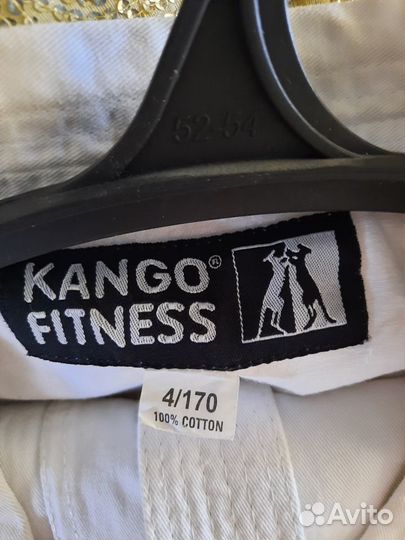 52-54
KANGO®
FITNESS
4/170
100% COTTON
Avito